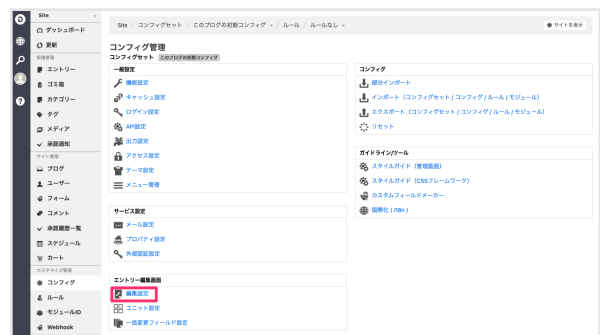 Site
ダッシュボード
更新
投稿管理
エントリー
ゴミ箱
カテゴリー
タグ
メディア
承認通知
サイト管理
ブログ
ユーザー
フォーム
コメント
承認履歴一覧
スケジュール
カート
カスタマイズ管理
コンフィグ
ルール
モジュールID
Webhook
Site / コンフィグセット / このブログの初期コンフィグ / ルール / ルールなし
サイトを表示
コンフィグ管理
コンフィグセット このブログの初期コンフィグ
一般設定
機能設定
キャッシュ設定
ログイン設定
API設定
出力設定
アクセス設定
テーマ設定
メニュー管理
サービス設定
メール設定
プロパティ設定
外部認証設定
エントリー編集画面
編集設定
ユニット設定
一括変更フィールド設定
コンフィグ
部分インポート
インポート（コンフィグセット / コンフィグ / ルール / モジュール）
エクスポート（コンフィグセット / コンフィグ / ルール / モジュール）
リセット
ガイドライン/ツール
スタイルガイド（管理画面）
スタイルガイド（CSSフレームワーク）
カスタムフィールドメーカー
国際化 ( i18n )